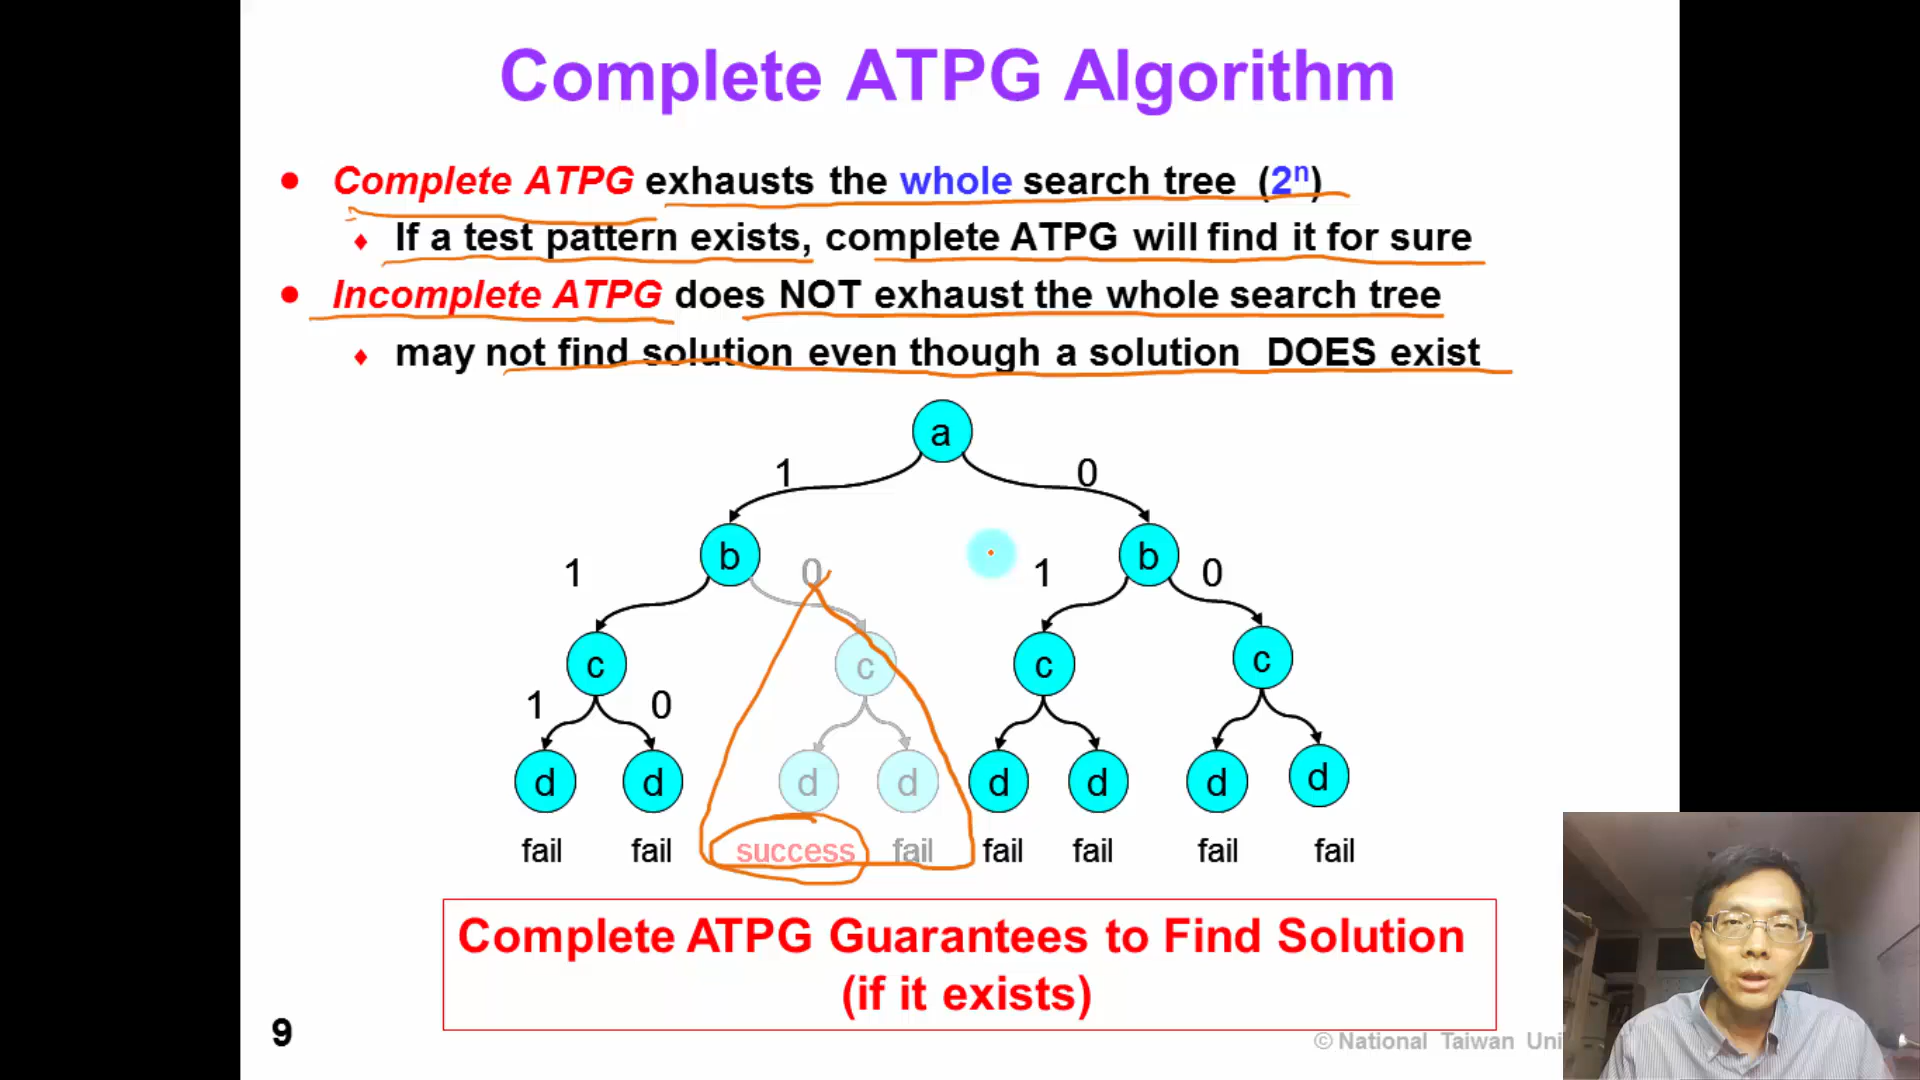 Complete ATPG Algorithm
• Complete ATPG exhausts the whole search tree (2ⁿ)
♦ If a test pattern exists, complete ATPG will find it for sure
• Incomplete ATPG does NOT exhaust the whole search tree
♦ may not find solution even though a solution DOES exist
a
1 0
b b
1 0 1 0
c c c c
1 0
d d d d d d d d
fail fail success fail fail fail fail fail
Complete ATPG Guarantees to Find Solution
(if it exists)
9
© National Taiwan Uni